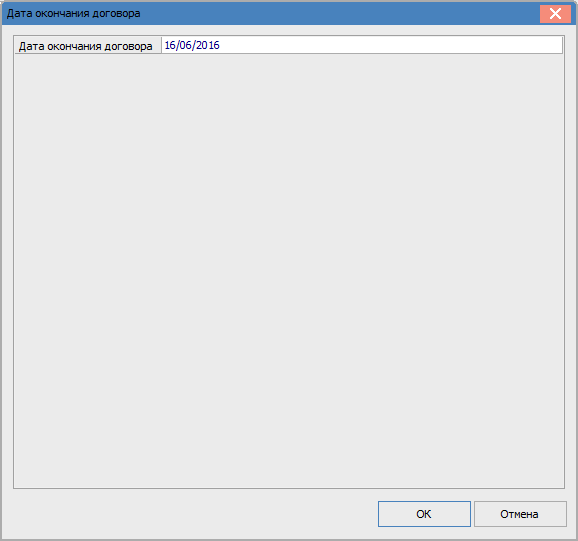 Дата окончания договора
Дата окончания договора 16/06/2016
OK Отмена